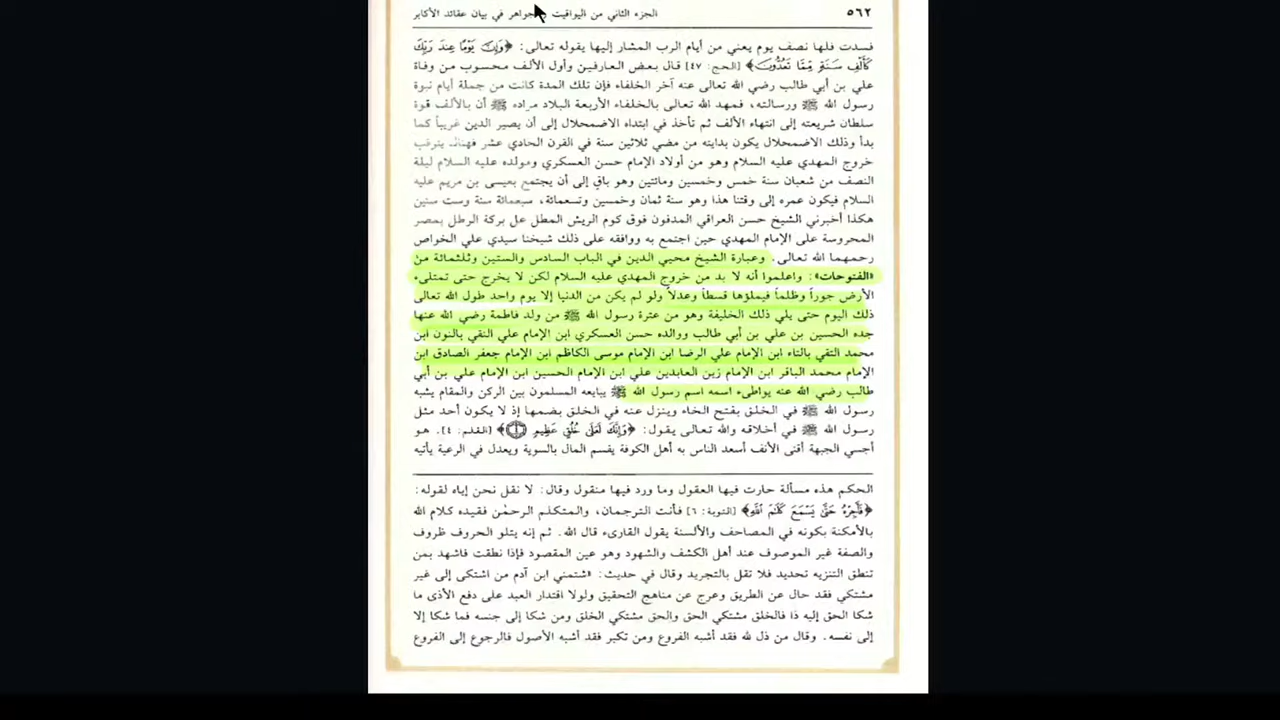 ٥٦٢ الجزء الثاني من اليواقيت والجواهر في بيان عقائد الأكابر
فسدت فلها نصف يوم يعني من أيام الرب المشار إليها بقوله تعالى: ﴿وَإِنَّ يَوْمًا عِندَ رَبِّكَ
كَأَلْفِ سَنَةٍ مِّمَّا تَعُدُّونَ﴾ [الحج: ٤٧] قال بعض العارفين وأول الألف محسوب من وفاة
علي بن أبي طالب رضي الله تعالى عنه آخر الخلفاء فإن تلك المدة كانت من جملة أيام نبوة
رسول الله ﷺ ورسالته، فمهد الله تعالى بالخلفاء الأربعة البلاد مراده ﷺ أن بالألف قوة
سلطان شريعته إلى انتهاء الألف ثم تأخذ في ابتداء الاضمحلال إلى أن يصير الدين غريباً كما
بدأ وذلك الاضمحلال يكون بدايته من مضي ثلاثين سنة في القرن الحادي عشر فهناك يترقب
خروج المهدي عليه السلام وهو من أولاد الإمام حسن العسكري ومولده عليه السلام ليلة
النصف من شعبان سنة خمس وخمسين ومائتين وهو باقٍ إلى أن يجتمع بعيسى بن مريم عليه
السلام فيكون عمره إلى وقتنا هذا وهو سنة ثمان وخمسين وتسعمائة، سبعمائة سنة وست سنين
هكذا أخبرني الشيخ حسن العراقي المدفون فوق كوم الريش المطل عل بركة الرطل بمصر
المحروسة على الإمام المهدي حين اجتمع به ووافقه على ذلك شيخنا سيدي علي الخواص
رحمهما الله تعالى. وعبارة الشيخ محيي الدين في الباب السادس والستين وثلثمائة من
«الفتوحات»: واعلموا أنه لا بد من خروج المهدي عليه السلام لكن لا يخرج حتى تمتلىء
الأرض جوراً وظلماً فيملؤها قسطاً وعدلاً ولو لم يكن من الدنيا إلا يوم واحد طول الله تعالى
ذلك اليوم حتى يلي ذلك الخليفة وهو من عترة رسول الله ﷺ من ولد فاطمة رضي الله عنها
جده الحسين بن علي بن أبي طالب ووالده حسن العسكري ابن الإمام علي النقي بالنون ابن
محمد التقي بالتاء ابن الإمام علي الرضا ابن الإمام موسى الكاظم ابن الإمام جعفر الصادق ابن
الإمام محمد الباقر ابن الإمام زين العابدين علي ابن الإمام الحسين ابن الإمام علي بن أبي
طالب رضي الله عنه يواطىء اسمه اسم رسول الله ﷺ يبايعه المسلمون بين الركن والمقام يشبه
رسول الله ﷺ في الخلق بفتح الخاء وينزل عنه في الخلق بضمها إذ لا يكون أحد مثل
رسول الله ﷺ في أخلاقه والله تعالى يقول: ﴿وَإِنَّكَ لَعَلَىٰ خُلُقٍ عَظِيمٍ ٤﴾ [القلم: ٤]. هو
أجسي الجبهة أقنى الأنف أسعد الناس به أهل الكوفة يقسم المال بالسوية ويعدل في الرعية يأتيه
الحكم هذه مسألة حارت فيها العقول وما ورد فيها منقول وقال: لا نقل نحن إياه لقوله:
﴿فَأَجِرْهُ حَتَّىٰ يَسْمَعَ كَلَامَ اللَّهِ﴾ [التوبة: ٦] فأنت الترجمان، والمتكلم الرحمٰن فقيده كلام الله
بالأمكنة بكونه في المصاحف والألسنة يقول القارىء قال الله. ثم إنه يتلو الحروف ظروف
والصفة غير الموصوف عند أهل الكشف والشهود وهو عين المقصود فإذا نطقت فاشهد بمن
تنطق التنزيه تحديد فلا تقل بالتجريد وقال في حديث: «شتمني ابن آدم من اشتكى إلى غير
مشتكي فقد حال عن الطريق وعرج عن مناهج التحقيق ولولا اقتدار العبد على دفع الأذى ما
شكا الحق إليه ذا فالخلق مشتكي الحق والحق مشتكي الخلق ومن شكا إلى جنسه فما شكا إلا
إلى نفسه. وقال من ذل لله فقد أشبه الفروع ومن تكبر فقد أشبه الأصول فالرجوع إلى الفروع